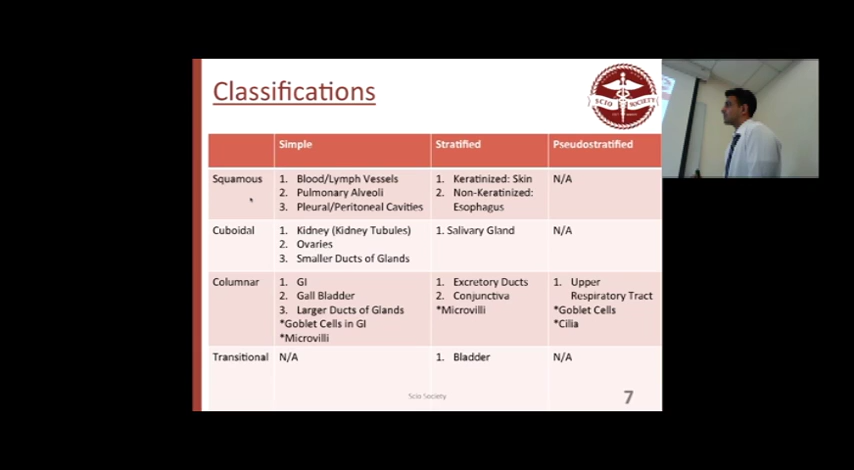 Classifications
SCIO SOCIETY
Simple Stratified Pseudostratified
Squamous 1. Blood/Lymph Vessels 1. Keratinized: Skin N/A
2. Pulmonary Alveoli 2. Non-Keratinized:
3. Pleural/Peritoneal Cavities Esophagus
Cuboidal 1. Kidney (Kidney Tubules) 1. Salivary Gland N/A
2. Ovaries
3. Smaller Ducts of Glands
Columnar 1. GI 1. Excretory Ducts 1. Upper
2. Gall Bladder 2. Conjunctiva Respiratory Tract
3. Larger Ducts of Glands *Microvilli *Goblet Cells
*Goblet Cells in GI *Cilia
*Microvilli
Transitional N/A 1. Bladder N/A
Scio Society 7